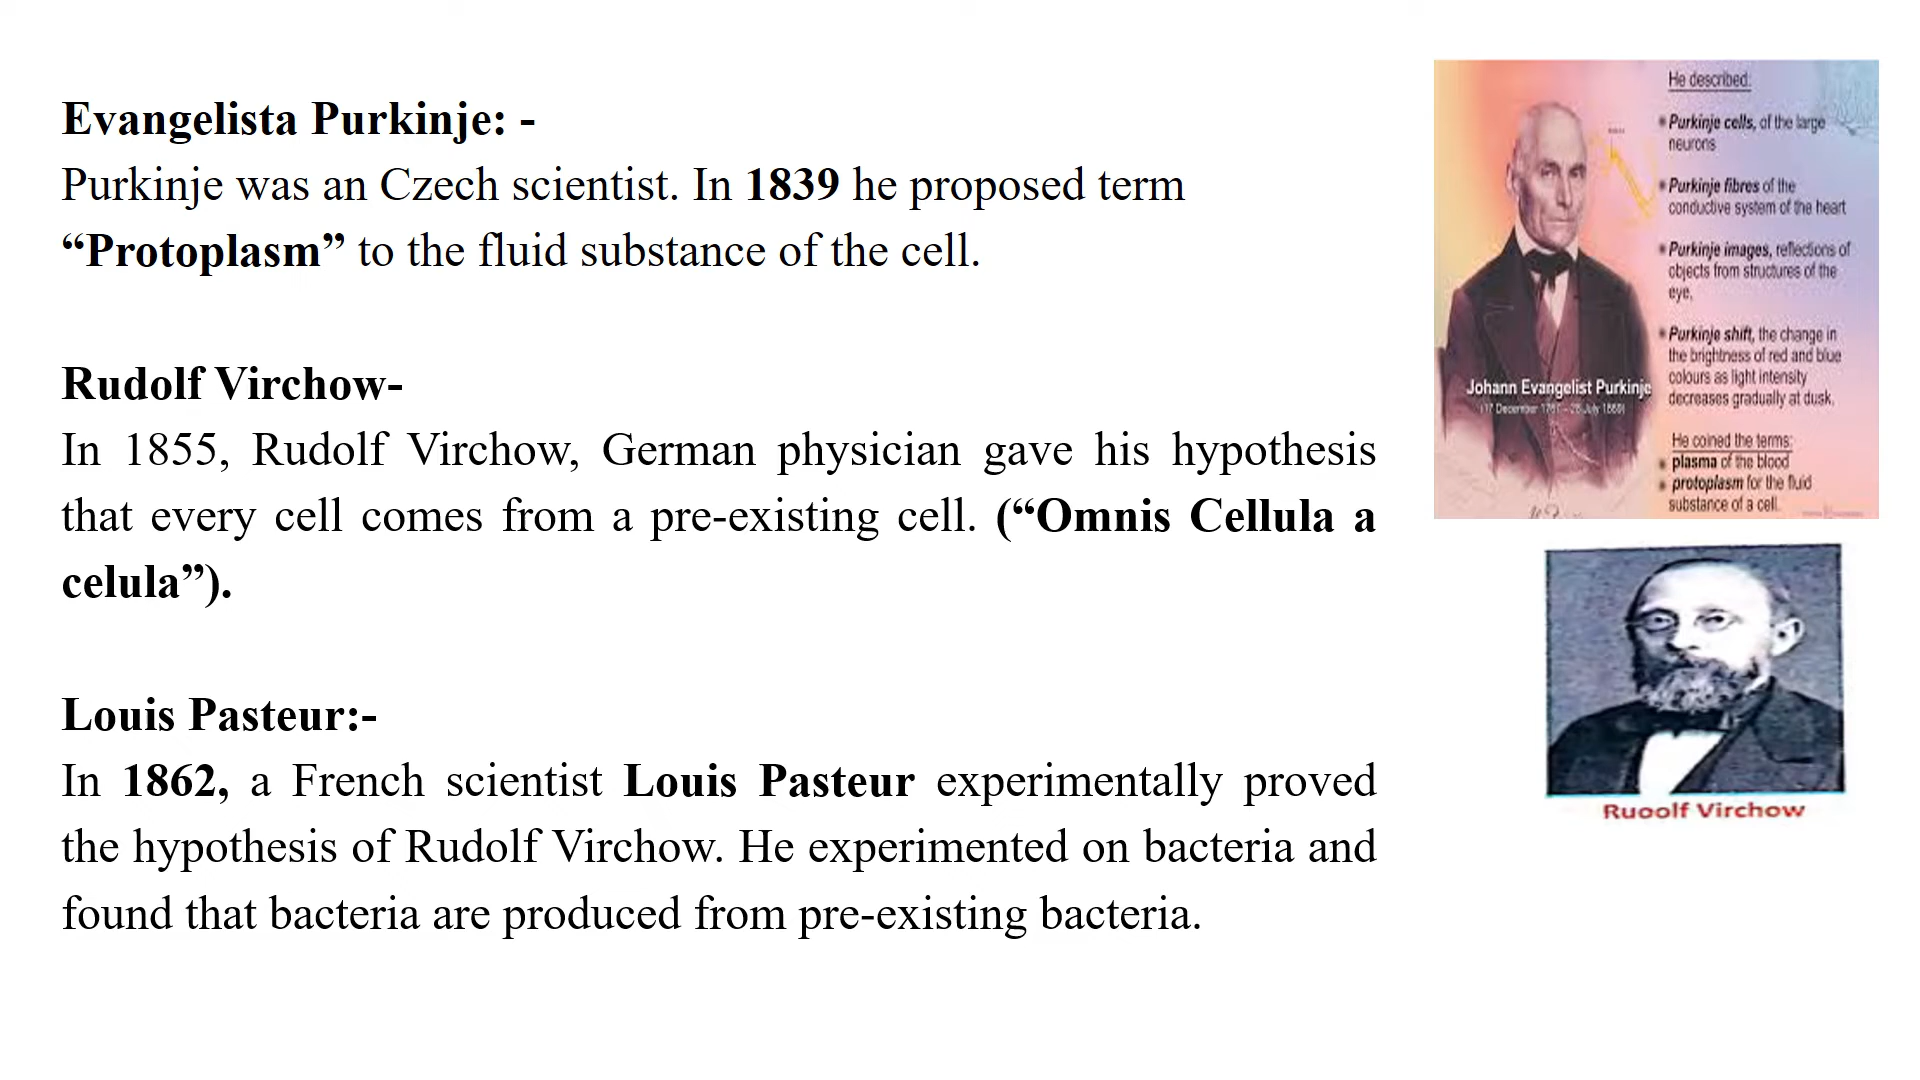 Evangelista Purkinje: -
Purkinje was an Czech scientist. In 1839 he proposed term
“Protoplasm” to the fluid substance of the cell.
Rudolf Virchow-
In 1855, Rudolf Virchow, German physician gave his hypothesis
that every cell comes from a pre-existing cell. (“Omnis Cellula a
celula”).
Louis Pasteur:-
In 1862, a French scientist Louis Pasteur experimentally proved
the hypothesis of Rudolf Virchow. He experimented on bacteria and
found that bacteria are produced from pre-existing bacteria.
He described:
Purkinje cells, of the large
neurons
Purkinje fibres of the
conductive system of the heart
Purkinje images, reflections of
objects from structures of the
eye.
Purkinje shift, the change in
the brightness of red and blue
colours as light intensity
decreases gradually at dusk.
He coined the terms:
plasma of the blood
protoplasm for the fluid
substance of a cell.
Johann Evangelist Purkinje
Ruoolf Virchow